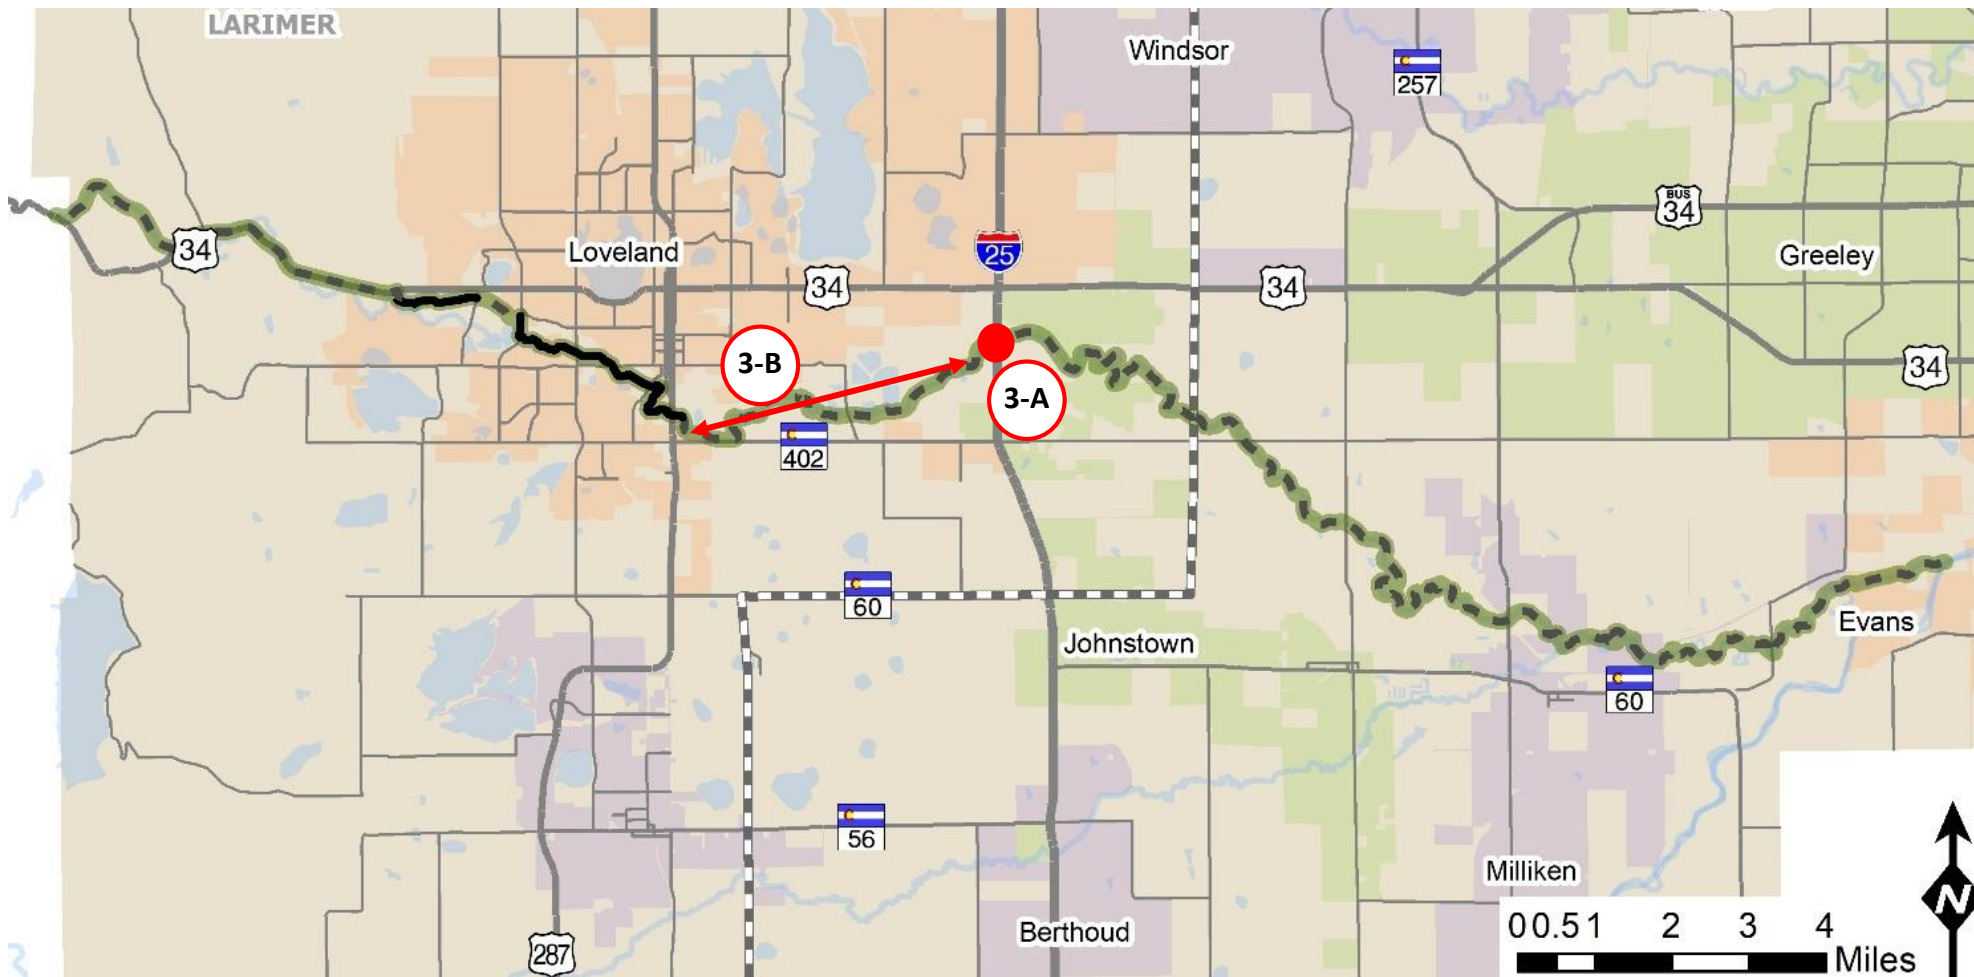 LARIMER
Windsor
257
BUS
34
34
Loveland
25
Greeley
34
34
3-B
34
3-A
402
60
Johnstown
Evans
60
56
Milliken
Berthoud
287
0 0.5 1 2 3 4
Miles
N